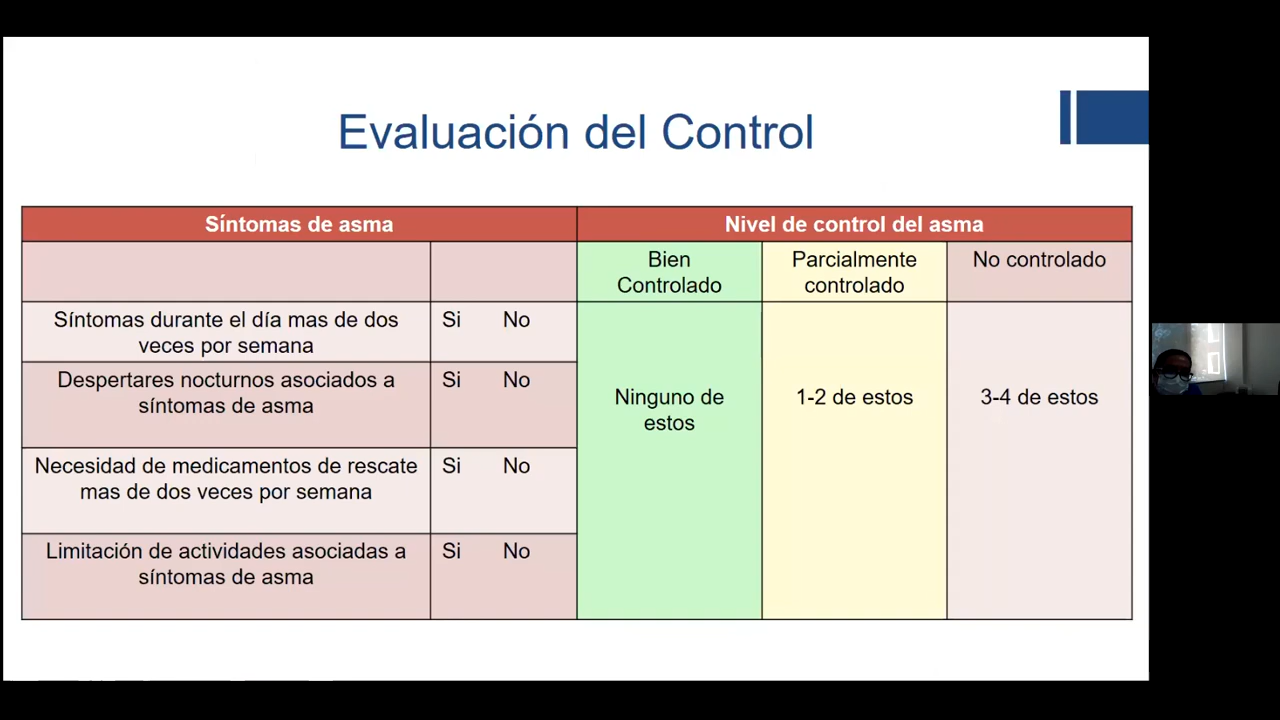 Evaluación del Control
Síntomas de asma
Nivel de control del asma
Bien
Controlado
Parcialmente
controlado
No controlado
Síntomas durante el día mas de dos
veces por semana
Si No
Despertares nocturnos asociados a
síntomas de asma
Si No
Necesidad de medicamentos de rescate
mas de dos veces por semana
Si No
Limitación de actividades asociadas a
síntomas de asma
Si No
Ninguno de
estos
1-2 de estos
3-4 de estos